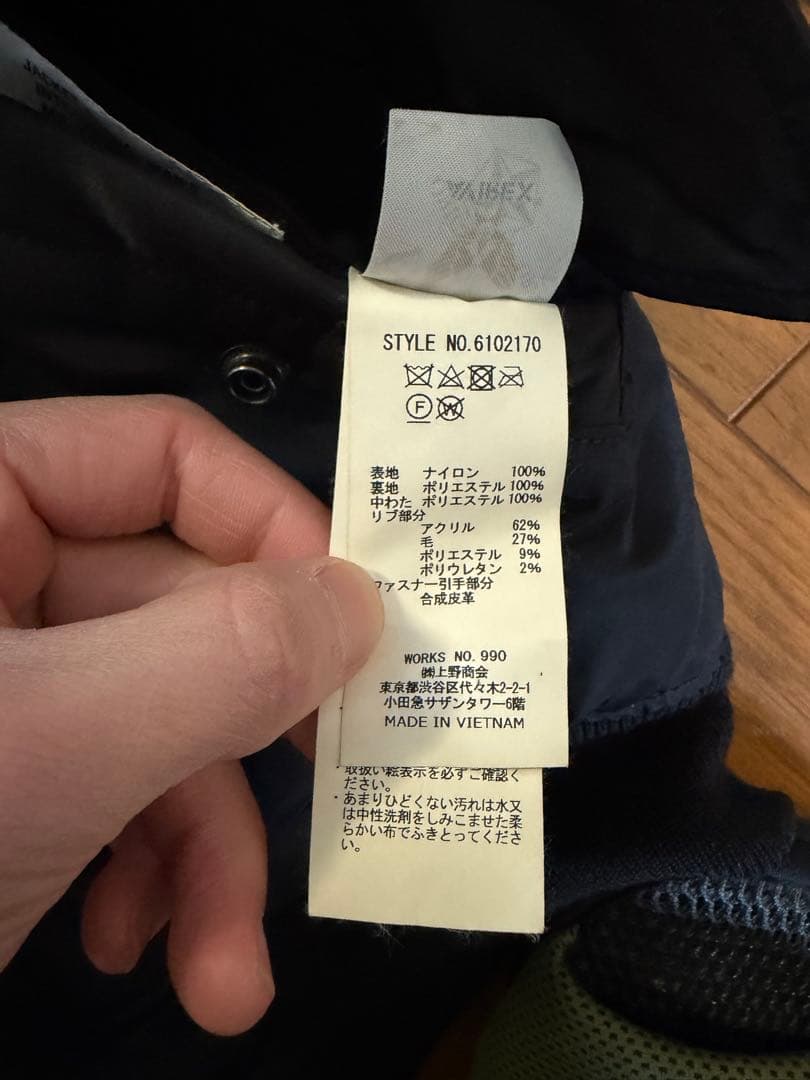 AIBEX
STYLE NO.6102170
F W
表地 ナイロン 100%
裏地 ポリエステル 100%
中わた ポリエステル 100%
リブ部分
アクリル 62%
毛 27%
ポリエステル 9%
ポリウレタン 2%
ファスナー引手部分
合成皮革
WORKS NO.990
㈱上野商会
東京都渋谷区代々木2-2-1
小田急サザンタワー6階
MADE IN VIETNAM
・取扱い絵表示を必ずご確認く
ださい。
・あまりひどくない汚れは水又
は中性洗剤をしみこませた柔
らかい布でふきとってくださ
い。